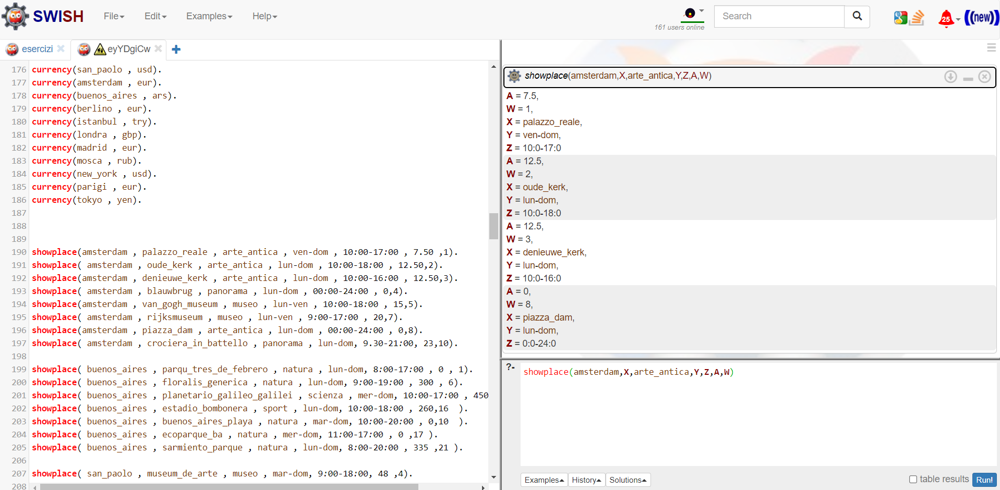 SWISH File Edit Examples Help 161 users online Search 25 ((new))
esercizi eyYDgiCw
176 currency(san_paolo , usd).
177 currency(amsterdam , eur).
178 currency(buenos_aires , ars).
179 currency(berlino , eur).
180 currency(istanbul , try).
181 currency(londra , gbp).
182 currency(madrid , eur).
183 currency(mosca , rub).
184 currency(new_york , usd).
185 currency(parigi , eur).
186 currency(tokyo , yen).
187
188
189
190 showplace(amsterdam , palazzo_reale , arte_antica , ven-dom , 10:00-17:00 , 7.50 ,1).
191 showplace( amsterdam , oude_kerk , arte_antica , lun-dom , 10:00-18:00 , 12.50,2).
192 showplace(amsterdam , denieuwe_kerk , arte_antica , lun-dom , 10:00-16:00 , 12.50,3).
193 showplace( amsterdam , blauwbrug , panorama , lun-dom , 00:00-24:00 , 0,4).
194 showplace(amsterdam , van_gogh_museum , museo , lun-ven , 10:00-18:00 , 15,5).
195 showplace( amsterdam , rijksmuseum , museo , lun-ven , 9:00-17:00 , 20,7).
196 showplace(amsterdam , piazza_dam , arte_antica , lun-dom , 00:00-24:00 , 0,8).
197 showplace( amsterdam , crociera_in_battello , panorama , lun-dom, 9.30-21:00, 23,10).
198
199 showplace( buenos_aires , parqu_tres_de_febrero , natura , lun-dom, 8:00-17:00 , 0 , 1).
200 showplace( buenos_aires , floralis_generica , natura , lun-dom, 9:00-19:00 , 300 , 6).
201 showplace( buenos_aires , planetario_galileo_galilei , scienza , mer-dom, 10:00-17:00 , 450
202 showplace( buenos_aires , estadio_bombonera , sport , lun-dom, 10:00-18:00 , 260,16  ).
203 showplace( buenos_aires , buenos_aires_playa , natura , mar-dom, 10:00-20:00 , 0,10  ).
204 showplace( buenos_aires , ecoparque_ba , natura , mer-dom, 11:00-17:00 , 0 ,17 ).
205 showplace( buenos_aires , sarmiento_parque , natura , lun-dom, 8:00-20:00 , 335 ,21 ).
206
207 showplace( san_paolo , museum_de_arte , museo , mar-dom, 9:00-18:00, 48 ,4).
208
showplace(amsterdam,X,arte_antica,Y,Z,A,W)
A = 7.5,
W = 1,
X = palazzo_reale,
Y = ven-dom,
Z = 10:0-17:0
A = 12.5,
W = 2,
X = oude_kerk,
Y = lun-dom,
Z = 10:0-18:0
A = 12.5,
W = 3,
X = denieuwe_kerk,
Y = lun-dom,
Z = 10:0-16:0
A = 0,
W = 8,
X = piazza_dam,
Y = lun-dom,
Z = 0:0-24:0
?- showplace(amsterdam,X,arte_antica,Y,Z,A,W)
Examples History Solutions table results Run!